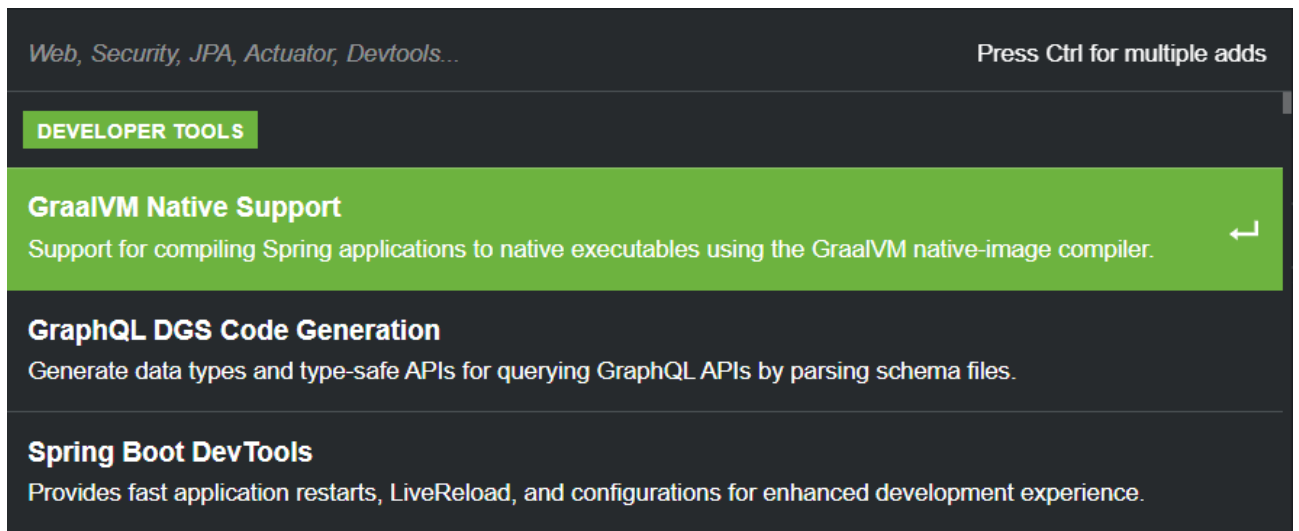 Web, Security, JPA, Actuator, Devtools...
Press Ctrl for multiple adds
DEVELOPER TOOLS
GraalVM Native Support
Support for compiling Spring applications to native executables using the GraalVM native-image compiler.
GraphQL DGS Code Generation
Generate data types and type-safe APIs for querying GraphQL APIs by parsing schema files.
Spring Boot DevTools
Provides fast application restarts, LiveReload, and configurations for enhanced development experience.